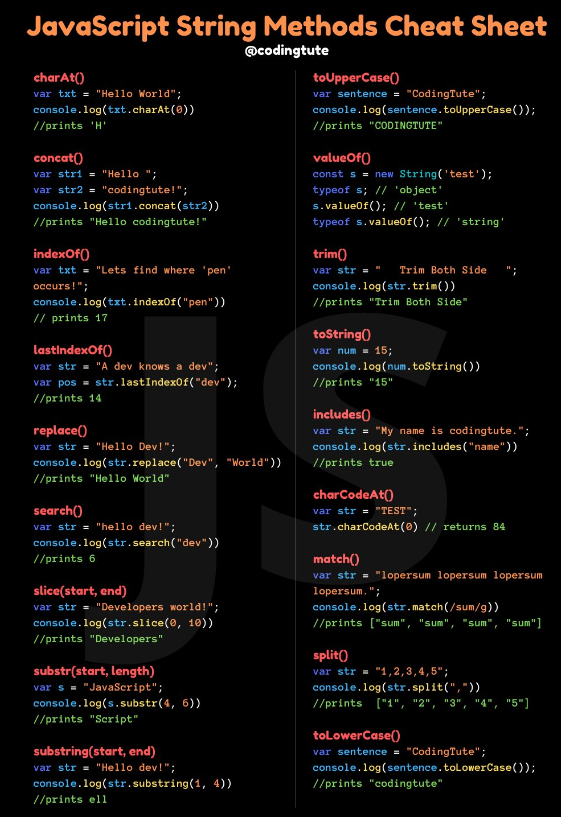 JavaScript String Methods Cheat Sheet
@codingtute
charAt()
var txt = "Hello World";
console.log(txt.charAt(0))
//prints 'H'
concat()
var str1 = "Hello ";
var str2 = "codingtute!";
console.log(str1.concat(str2))
//prints "Hello codingtute!"
indexOf()
var txt = "Lets find where 'pen'
occurs!";
console.log(txt.indexOf("pen"))
// prints 17
lastIndexOf()
var str = "A dev knows a dev";
var pos = str.lastIndexOf("dev");
//prints 14
replace()
var str = "Hello Dev!";
console.log(str.replace("Dev", "World"))
//prints "Hello World"
search()
var str = "hello dev!";
console.log(str.search("dev"))
//prints 6
slice(start, end)
var str = "Developers world!";
console.log(str.slice(0, 10))
//prints "Developers"
substr(start, length)
var s = "JavaScript";
console.log(s.substr(4, 6))
//prints "Script"
substring(start, end)
var str = "Hello dev!";
console.log(str.substring(1, 4))
//prints ell
toUpperCase()
var sentence = "CodingTute";
console.log(sentence.toUpperCase());
//prints "CODINGTUTE"
valueOf()
const s = new String('test');
typeof s; // 'object'
s.valueOf(); // 'test'
typeof s.valueOf(); // 'string'
trim()
var str = "   Trim Both Side   ";
console.log(str.trim())
//prints "Trim Both Side"
toString()
var num = 15;
console.log(num.toString())
//prints "15"
includes()
var str = "My name is codingtute.";
console.log(str.includes("name"))
//prints true
charCodeAt()
var str = "TEST";
str.charCodeAt(0) // returns 84
match()
var str = "lopersum lopersum lopersum
lopersum.";
console.log(str.match(/sum/g))
//prints ["sum", "sum", "sum", "sum"]
split()
var str = "1,2,3,4,5";
console.log(str.split(","))
//prints  ["1", "2", "3", "4", "5"]
toLowerCase()
var sentence = "CodingTute";
console.log(sentence.toLowerCase());
//prints "codingtute"
JS